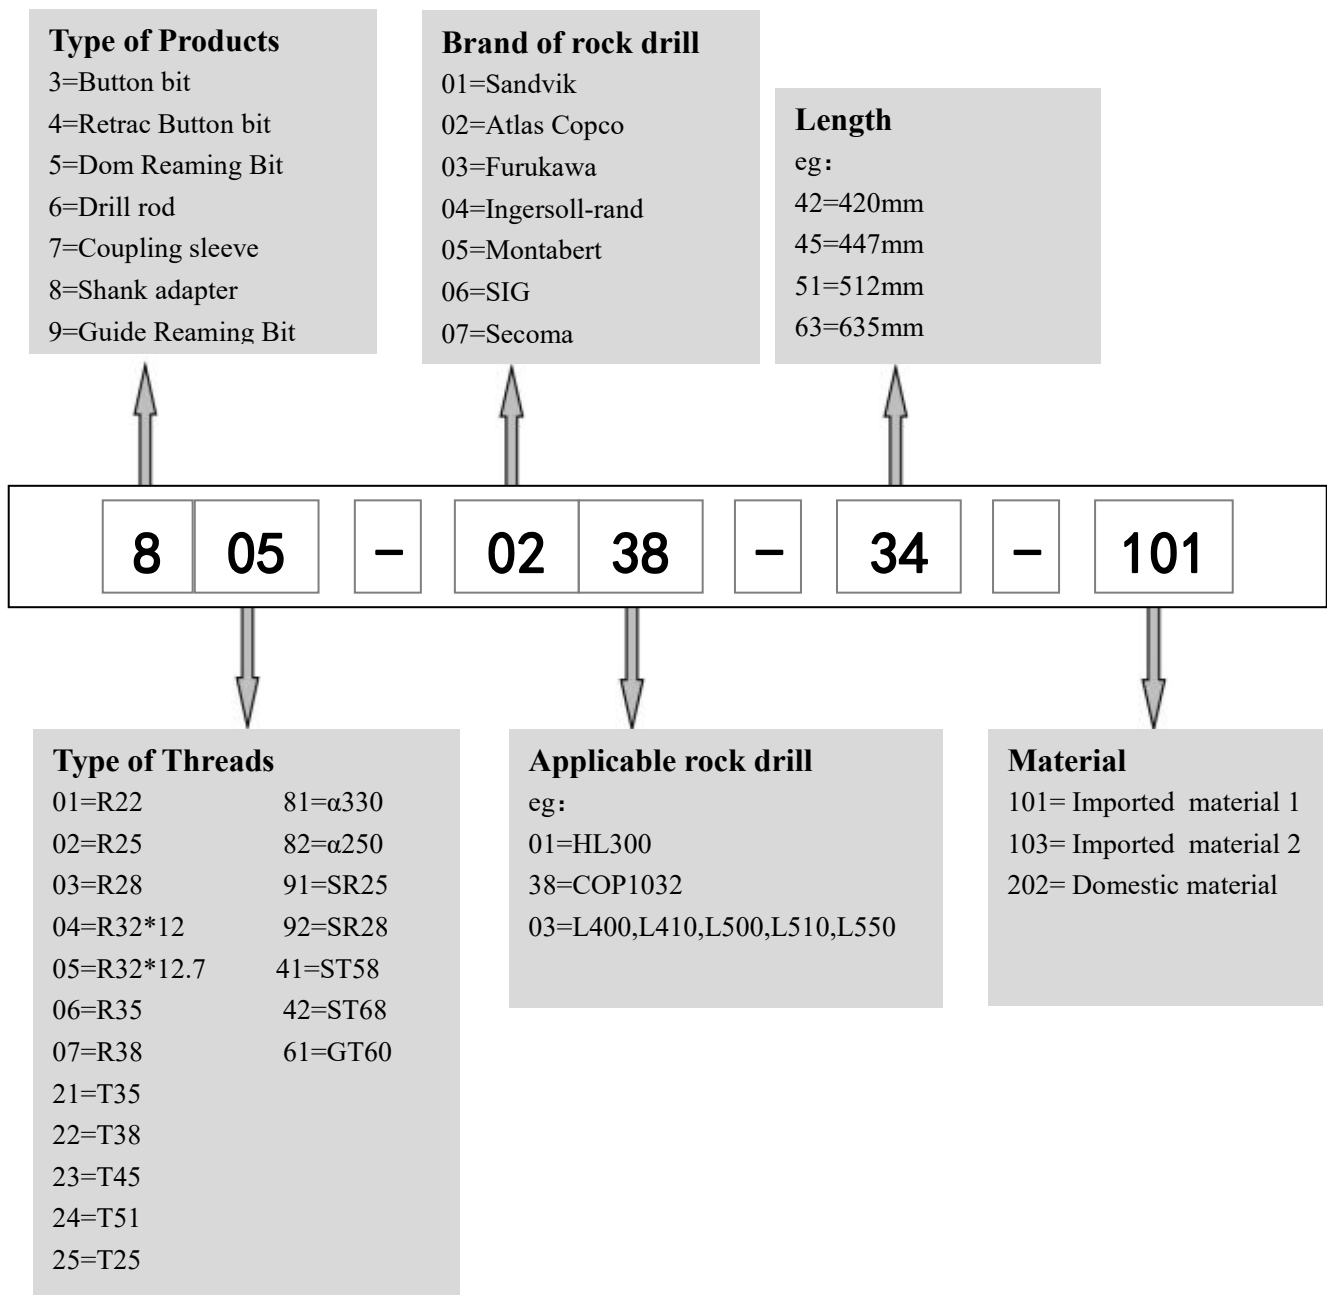 Type of Products
3=Button bit
4=Retrac Button bit
5=Dom Reaming Bit
6=Drill rod
7=Coupling sleeve
8=Shank adapter
9=Guide Reaming Bit
Brand of rock drill
01=Sandvik
02=Atlas Copco
03=Furukawa
04=Ingersoll-rand
05=Montabert
06=SIG
07=Secoma
Length
eg：
42=420mm
45=447mm
51=512mm
63=635mm
8 05 - 02 38 - 34 - 101
Type of Threads
01=R22 81=α330
02=R25 82=α250
03=R28 91=SR25
04=R32*12 92=SR28
05=R32*12.7 41=ST58
06=R35 42=ST68
07=R38 61=GT60
21=T35
22=T38
23=T45
24=T51
25=T25
Applicable rock drill
eg：
01=HL300
38=COP1032
03=L400,L410,L500,L510,L550
Material
101= Imported material 1
103= Imported material 2
202= Domestic material